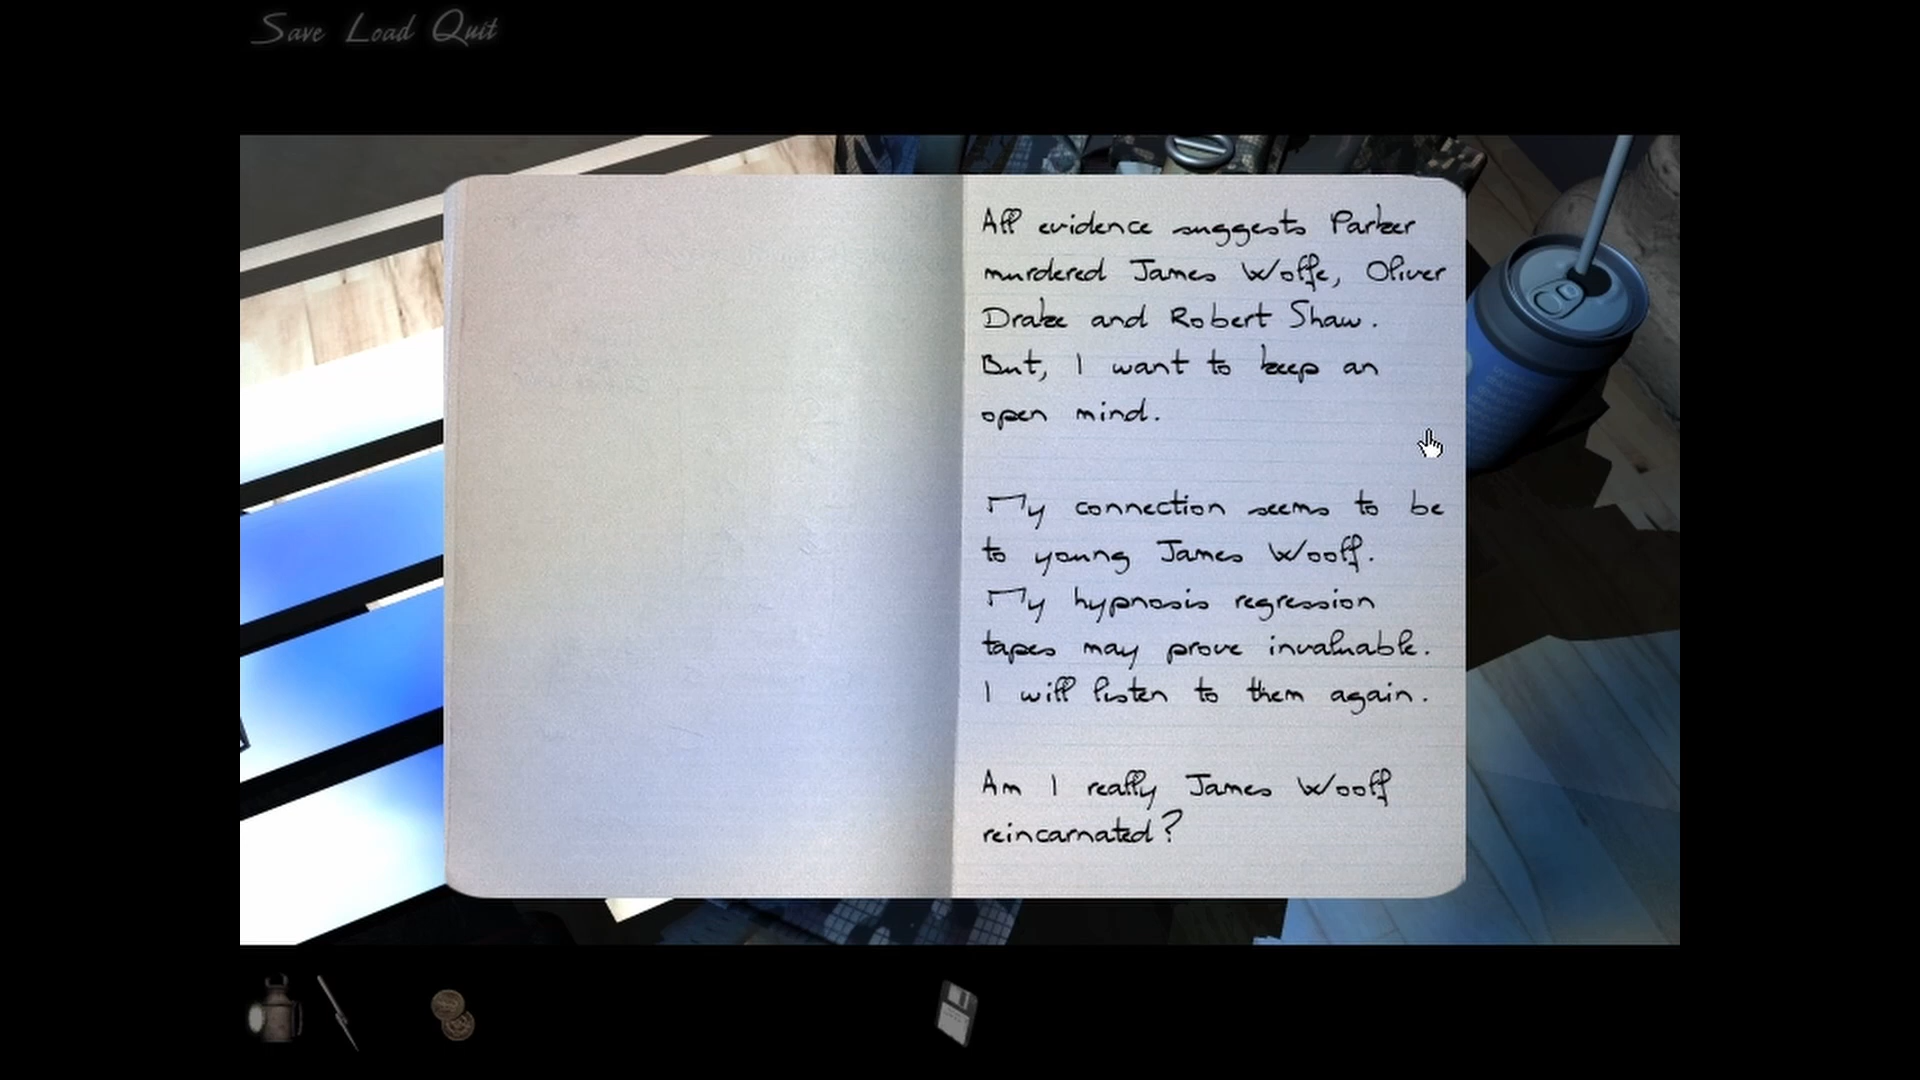 Save Load Quit
All evidence suggests Parker
murdered James Wolfe, Oliver
Drake and Robert Shaw.
But, I want to keep an
open mind.
My connection seems to be
to young James Woolf.
My hypnosis regression
tapes may prove invaluable.
I will listen to them again.
Am I really James Woolf
reincarnated?